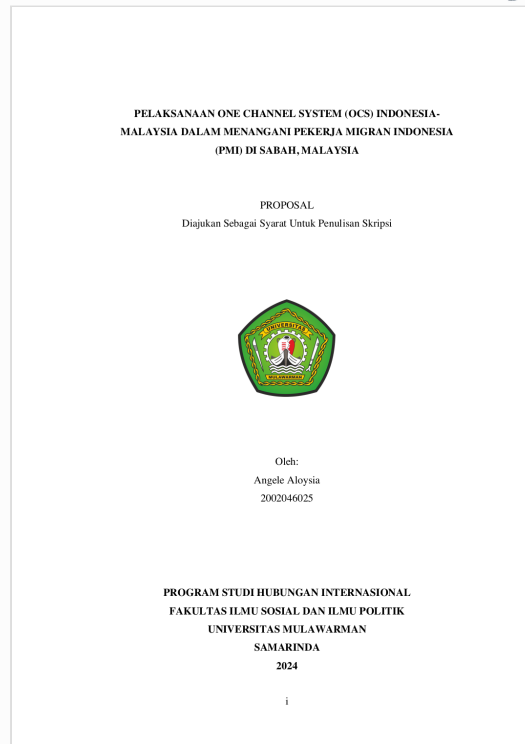 PELAKSANAAN ONE CHANNEL SYSTEM (OCS) INDONESIA-
MALAYSIA DALAM MENANGANI PEKERJA MIGRAN INDONESIA
(PMI) DI SABAH, MALAYSIA
PROPOSAL
Diajukan Sebagai Syarat Untuk Penulisan Skripsi
UNIVERSITAS
MULAWARMAN
Oleh:
Angele Aloysia
2002046025
PROGRAM STUDI HUBUNGAN INTERNASIONAL
FAKULTAS ILMU SOSIAL DAN ILMU POLITIK
UNIVERSITAS MULAWARMAN
SAMARINDA
2024
i